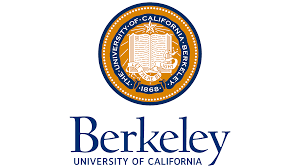 ·THE·UNIVERSITY·OF·CALIFORNIA·BERKELEY·
1868
Berkeley
UNIVERSITY OF CALIFORNIA